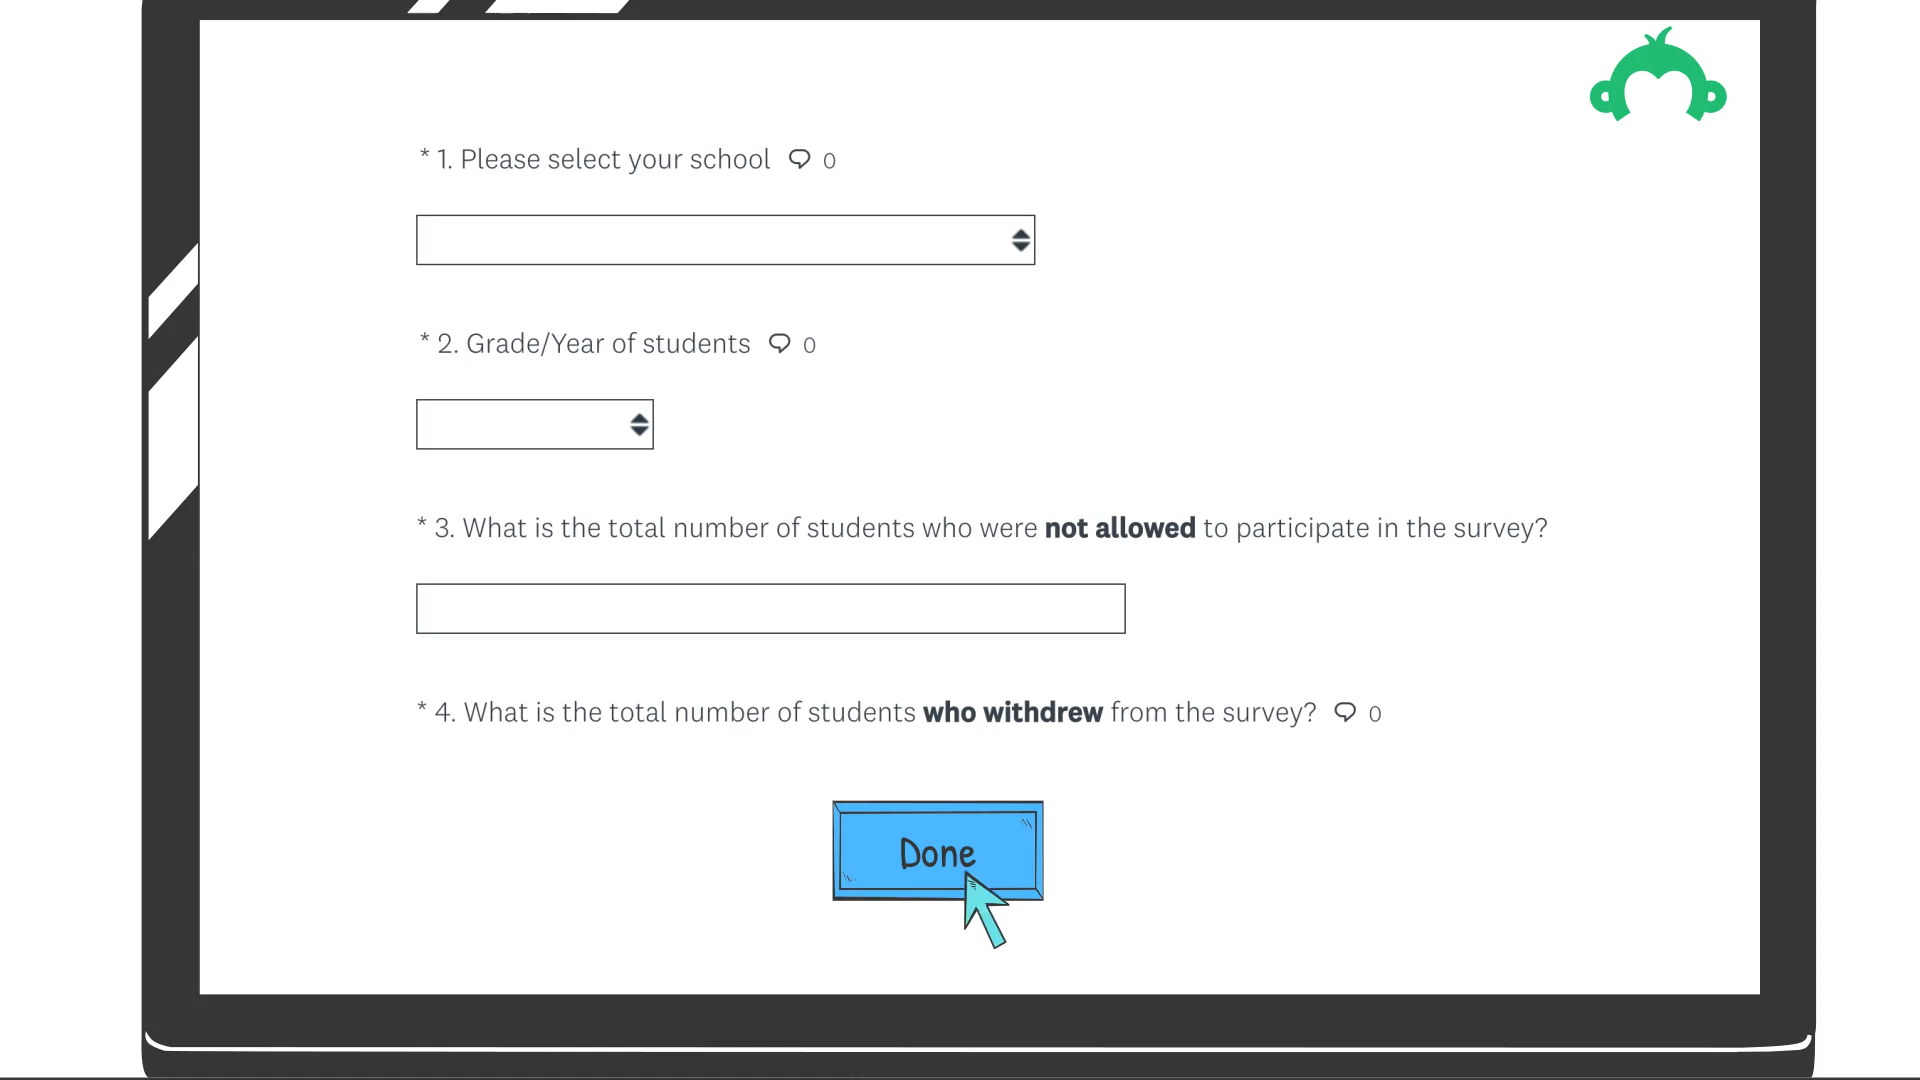 * 1. Please select your school 0
* 2. Grade/Year of students 0
* 3. What is the total number of students who were not allowed to participate in the survey?
* 4. What is the total number of students who withdrew from the survey? 0
Done